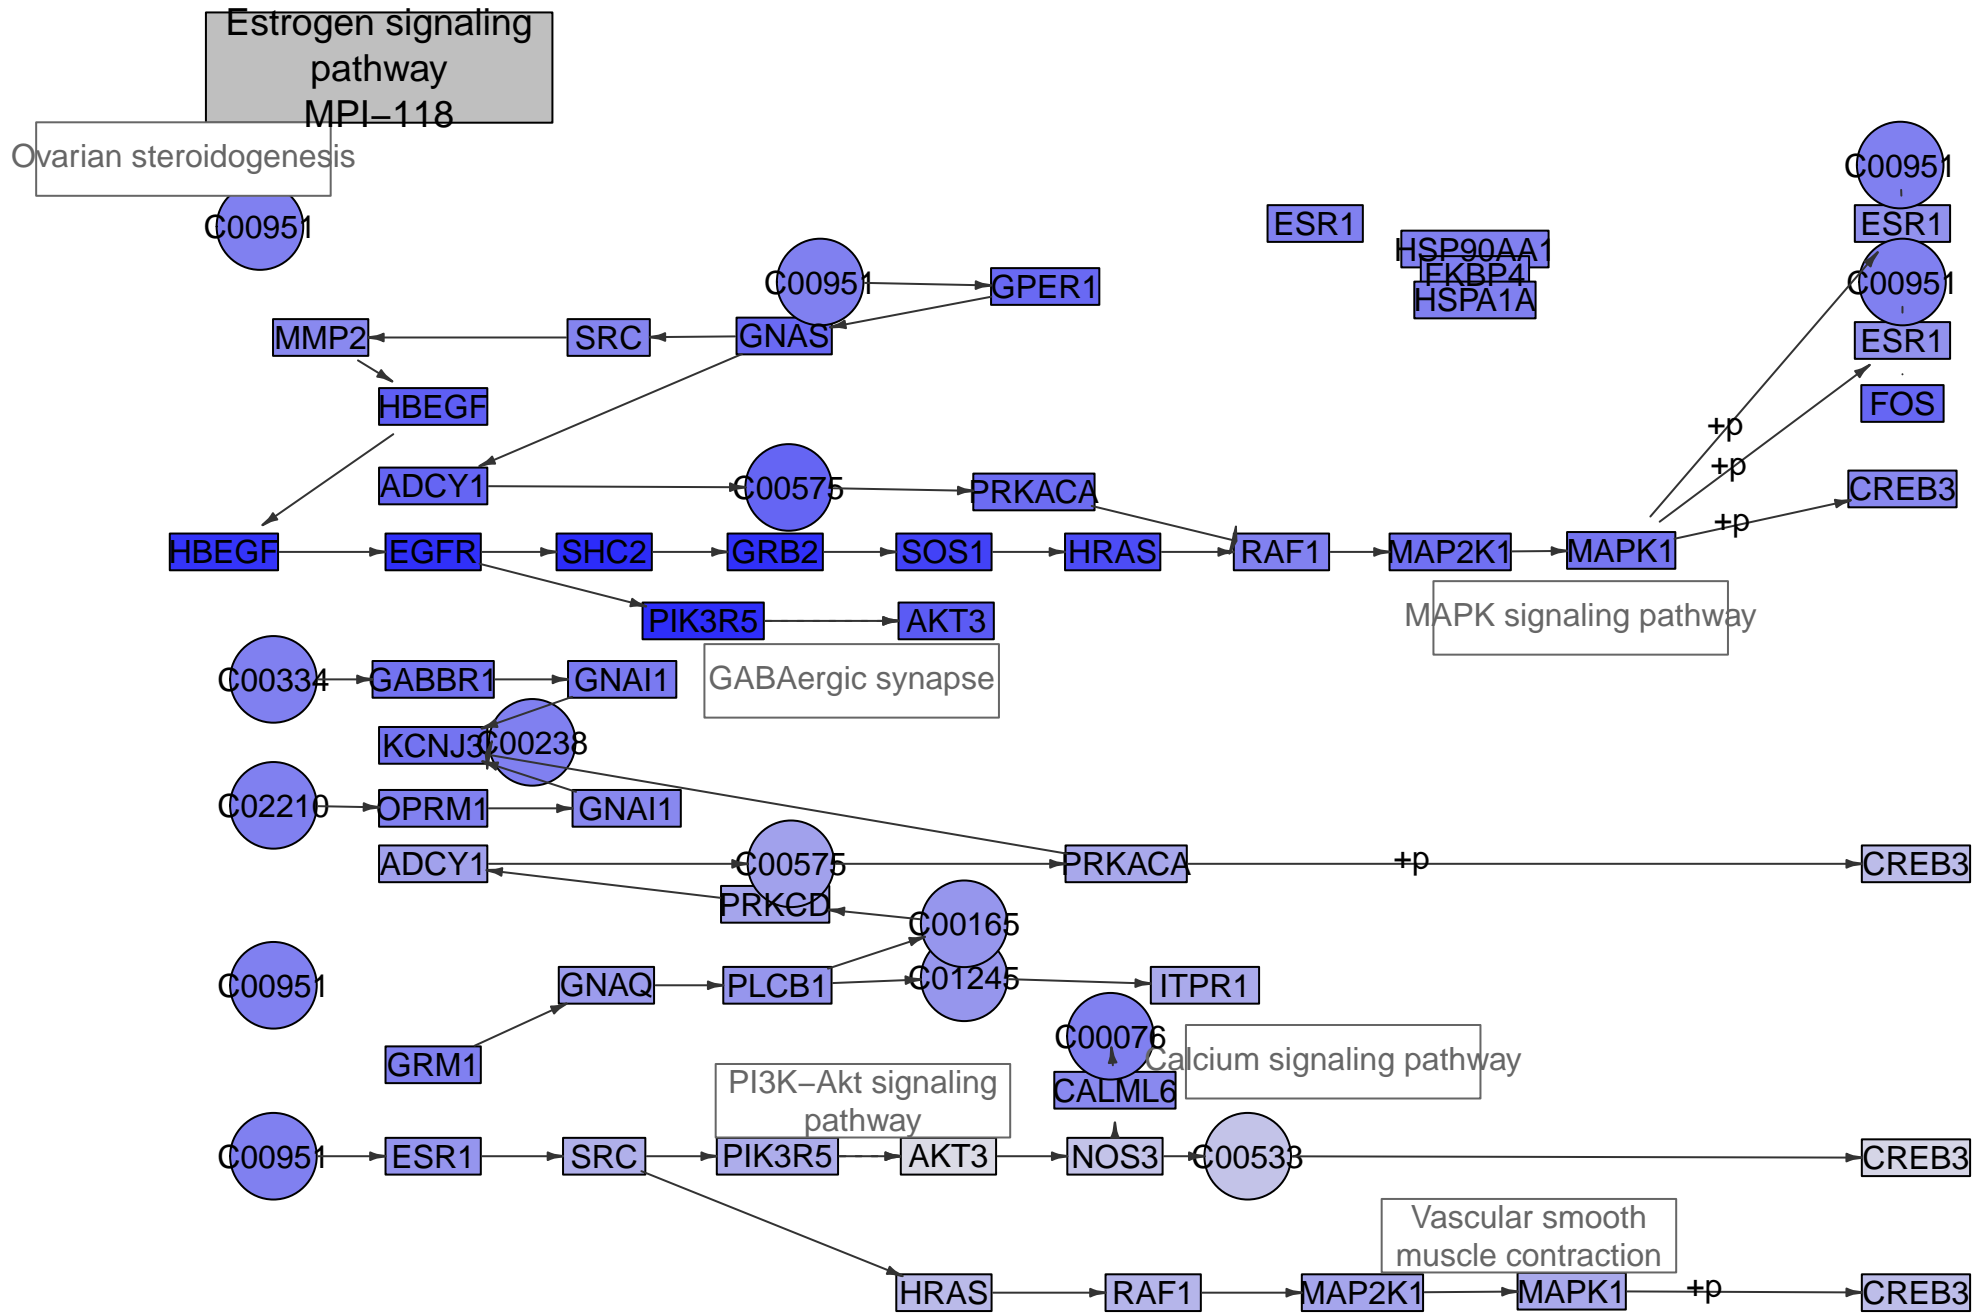 Estrogen signaling
pathway
MPI−118
Ovarian steroidogenesis
C00951
C00951
ESR1
ESR1
C00951
GPER1
HSP90AA1
FKBP4
HSPA1A
C00951
ESR1
MMP2
SRC
GNAS
HBEGF
FOS
+p
+p
ADCY1
C00575
PRKACA
CREB3
+p
HBEGF
EGFR
SHC2
GRB2
SOS1
HRAS
RAF1
MAP2K1
MAPK1
PIK3R5
AKT3
MAPK signaling pathway
C00334
GABBR1
GNAI1
GABAergic synapse
KCNJ3
C00238
C02210
OPRM1
GNAI1
ADCY1
C00575
PRKACA
+p
CREB3
PRKCD
C00165
C00951
GNAQ
PLCB1
C01245
ITPR1
C00076
Calcium signaling pathway
GRM1
CALML6
PI3K−Akt signaling
pathway
C00951
ESR1
SRC
PIK3R5
AKT3
NOS3
C00533
CREB3
Vascular smooth
muscle contraction
HRAS
RAF1
MAP2K1
MAPK1
+p
CREB3